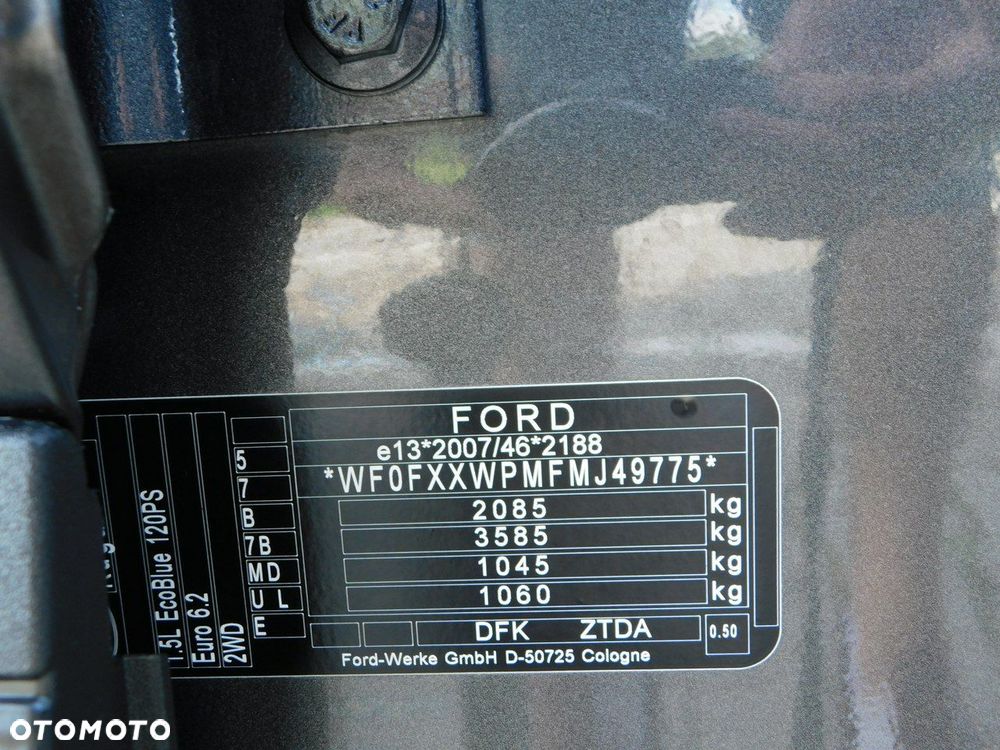 FORD
e13*2007/46*2188
*WF0FXXWPMFMJ49775*
2085 kg
3585 kg
1045 kg
1060 kg
DFK ZTDA 0.50
Ford-Werke GmbH D-50725 Cologne
5
7
B
7B
MD
U L
E
1.5L EcoBlue 120PS
Euro 6.2
2WD
OTOMOTO